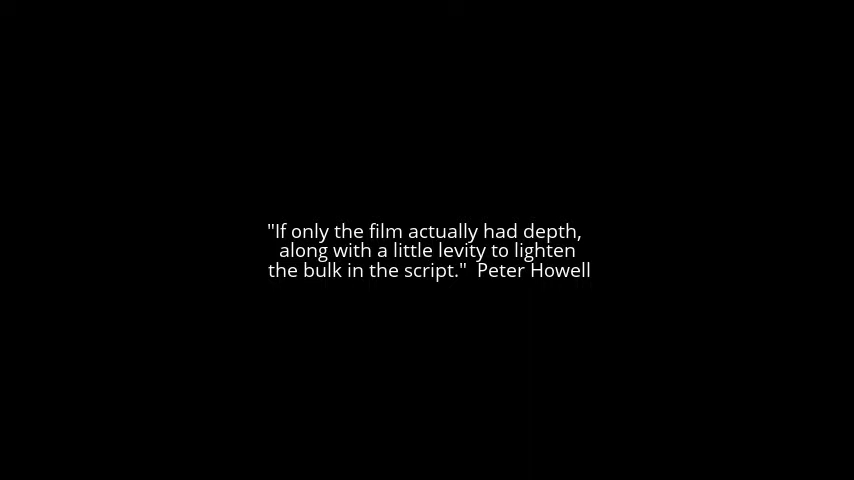 "If only the film actually had depth,
along with a little levity to lighten
the bulk in the script."  Peter Howell